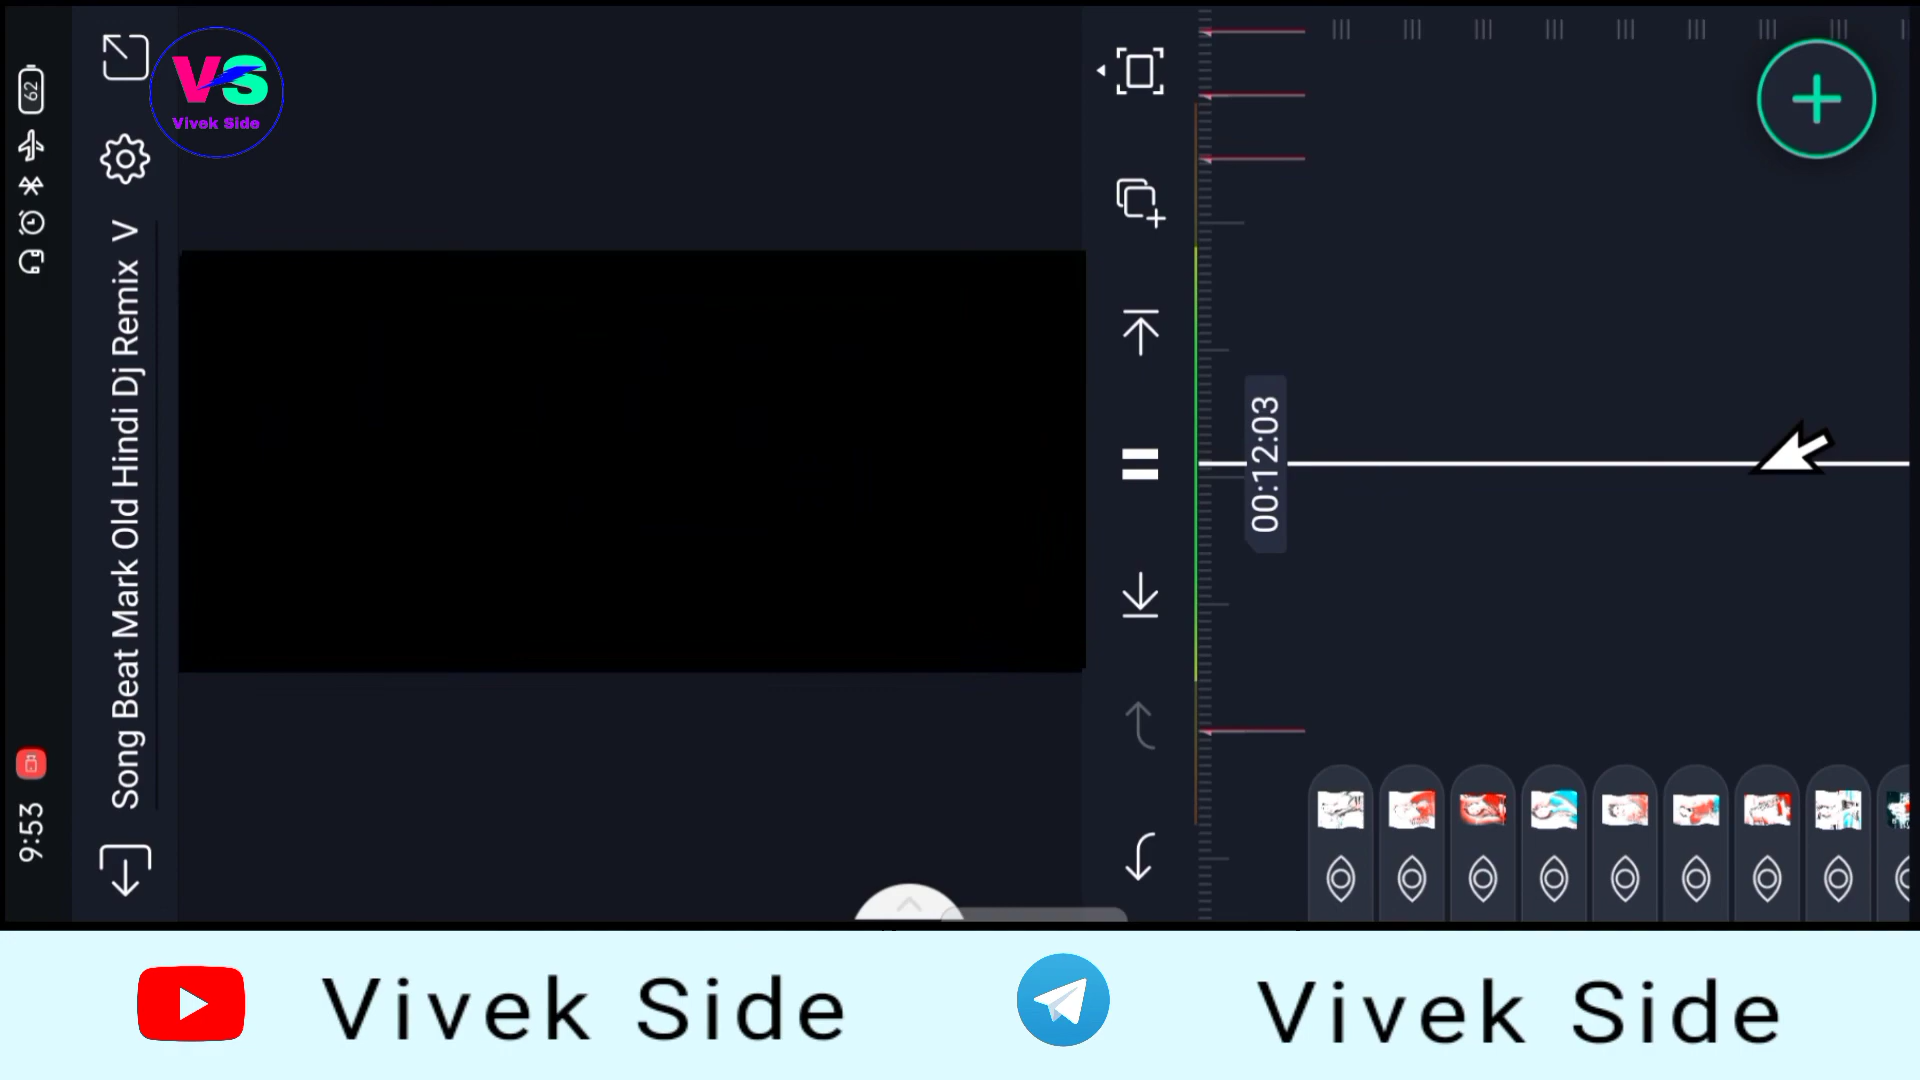 62
VS
Vivek Side
Song Beat Mark Old Hindi Dj Remix V
9:53
00:12:03
Vivek Side
Vivek Side